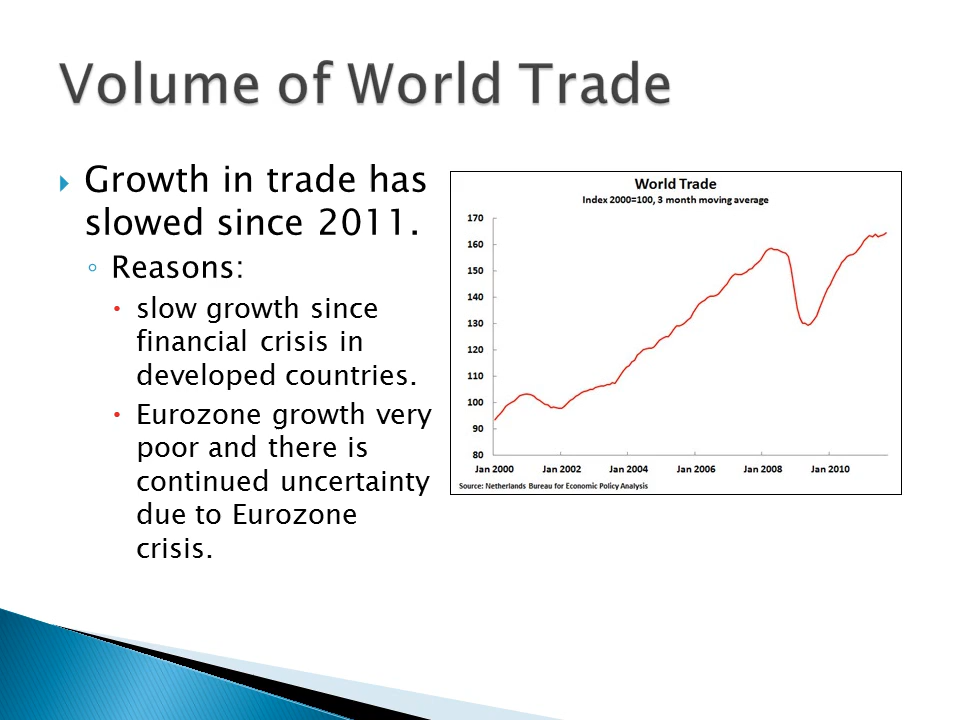 Volume of World Trade
Growth in trade has
slowed since 2011.
Reasons:
slow growth since
financial crisis in
developed countries.
Eurozone growth very
poor and there is
continued uncertainty
due to Eurozone
crisis.
World Trade
Index 2000=100, 3 month moving average
170
160
150
140
130
120
110
100
90
80
Jan 2000 Jan 2002 Jan 2004 Jan 2006 Jan 2008 Jan 2010
Source: Netherlands Bureau for Economic Policy Analysis